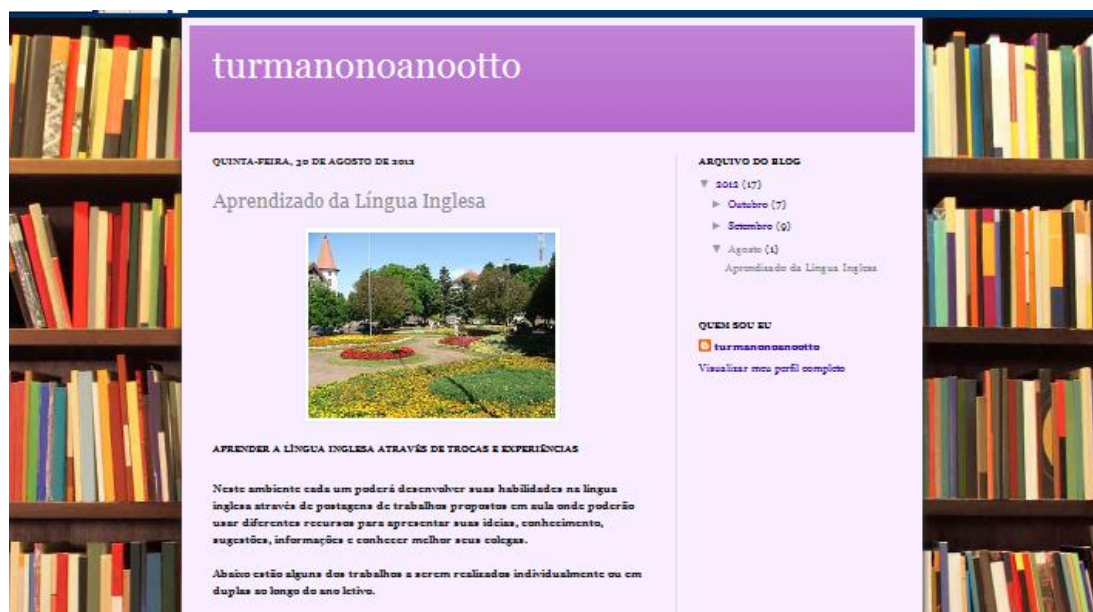 turmanonoanootto
QUINTA-FEIRA, 30 DE AGOSTO DE 2012
Aprendizado da Língua Inglesa
APRENDER A LÍNGUA INGLESA ATRAVÉS DE TROCAS E EXPERIÊNCIAS
Neste ambiente cada um poderá desenvolver suas habilidades na língua
inglesa através de postagens de trabalhos propostos em aula onde poderão
usar diferentes recursos para apresentar suas ideias, conhecimento,
sugestões, informações e conhecer melhor seus colegas.
Abaixo estão alguns dos trabalhos a serem realizados individualmente ou em
duplas ao longo do ano letivo.
ARQUIVO DO BLOG
▼ 2012 (17)
► Outubro (7)
► Setembro (9)
▼ Agosto (1)
Aprendizado da Língua Inglesa
QUEM SOU EU
turmanonoanootto
Visualizar meu perfil completo